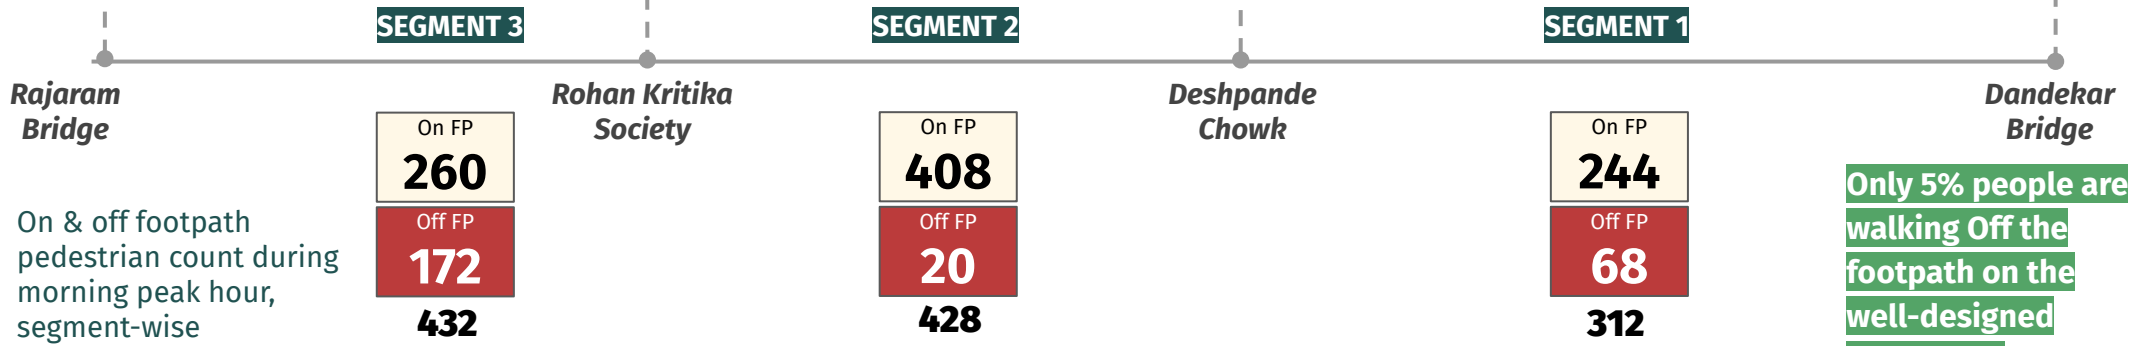 SEGMENT 3
SEGMENT 2
SEGMENT 1
Rajaram
Bridge
Rohan Kritika
Society
Deshpande
Chowk
Dandekar
Bridge
On FP
260
Off FP
172
432
On FP
408
Off FP
20
428
On FP
244
Off FP
68
312
On & off footpath
pedestrian count during
morning peak hour,
segment-wise
Only 5% people are
walking Off the
footpath on the
well-designed